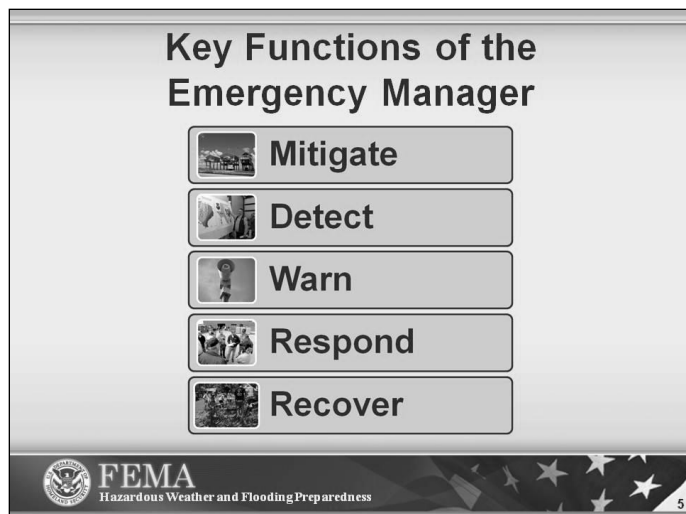 Key Functions of the
Emergency Manager
Mitigate
Detect
Warn
Respond
Recover
FEMA
Hazardous Weather and Flooding Preparedness
5